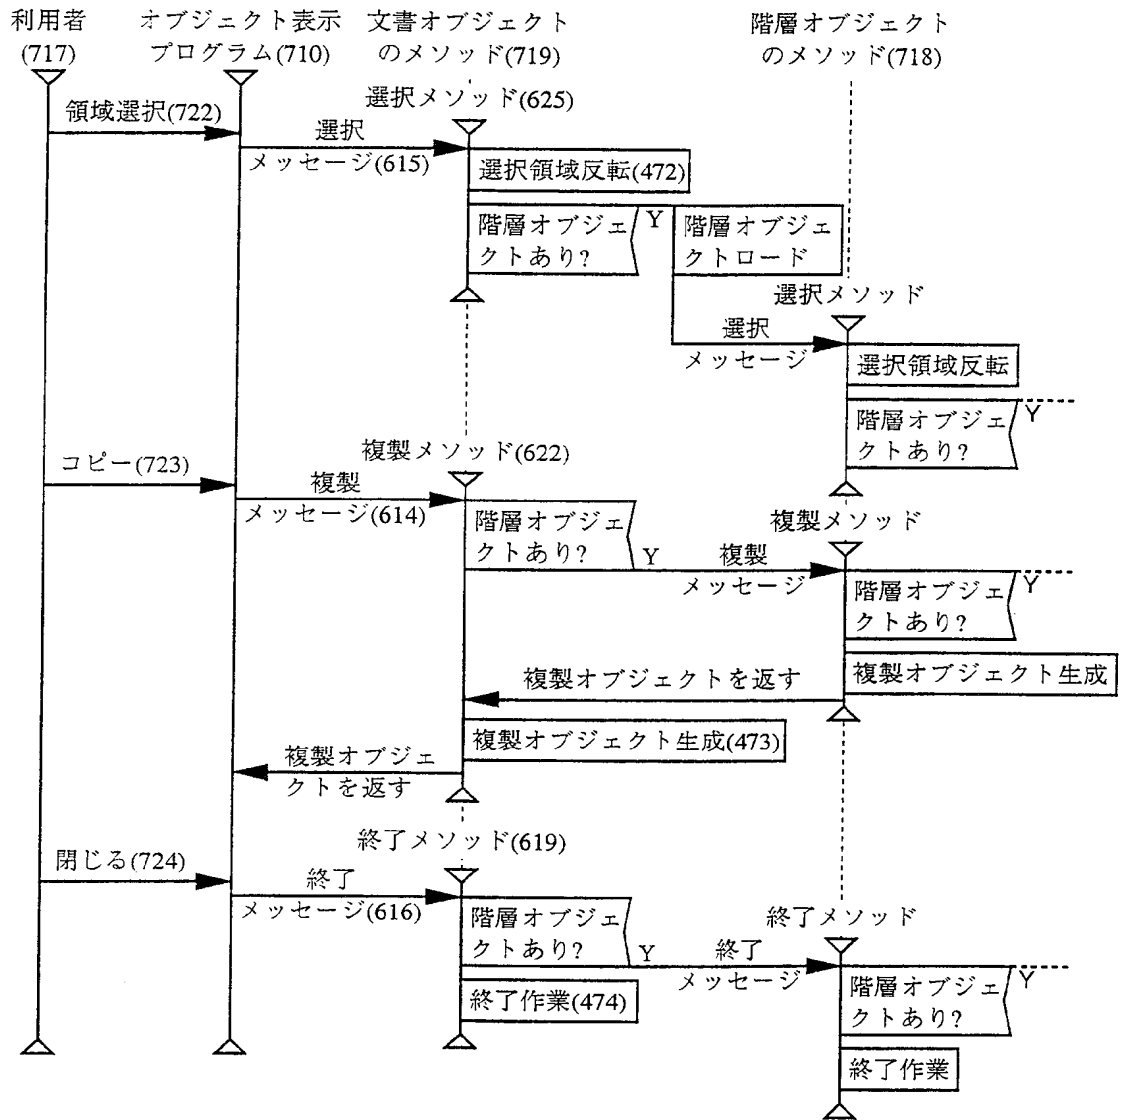 利用者
(717)
オブジェクト表示
プログラム(710)
文書オブジェクト
のメソッド(719)
階層オブジェクト
のメソッド(718)
選択メソッド(625)
領域選択(722)
選択
メッセージ(615)
選択領域反転(472)
階層オブジェ
クトあり?
Y
階層オブジェ
クトロード
選択メソッド
選択
メッセージ
選択領域反転
階層オブジェ
クトあり?
Y
複製メソッド(622)
コピー(723)
複製
メッセージ(614)
階層オブジェ
クトあり?
Y
複製
メッセージ
複製メソッド
階層オブジェ
クトあり?
Y
複製オブジェクト生成
複製オブジェクトを返す
複製オブジェクト生成(473)
複製オブジェ
クトを返す
終了メソッド(619)
閉じる(724)
終了
メッセージ(616)
階層オブジェ
クトあり?
Y
終了
メッセージ
終了メソッド
階層オブジェ
クトあり?
Y
終了作業(474)
終了作業